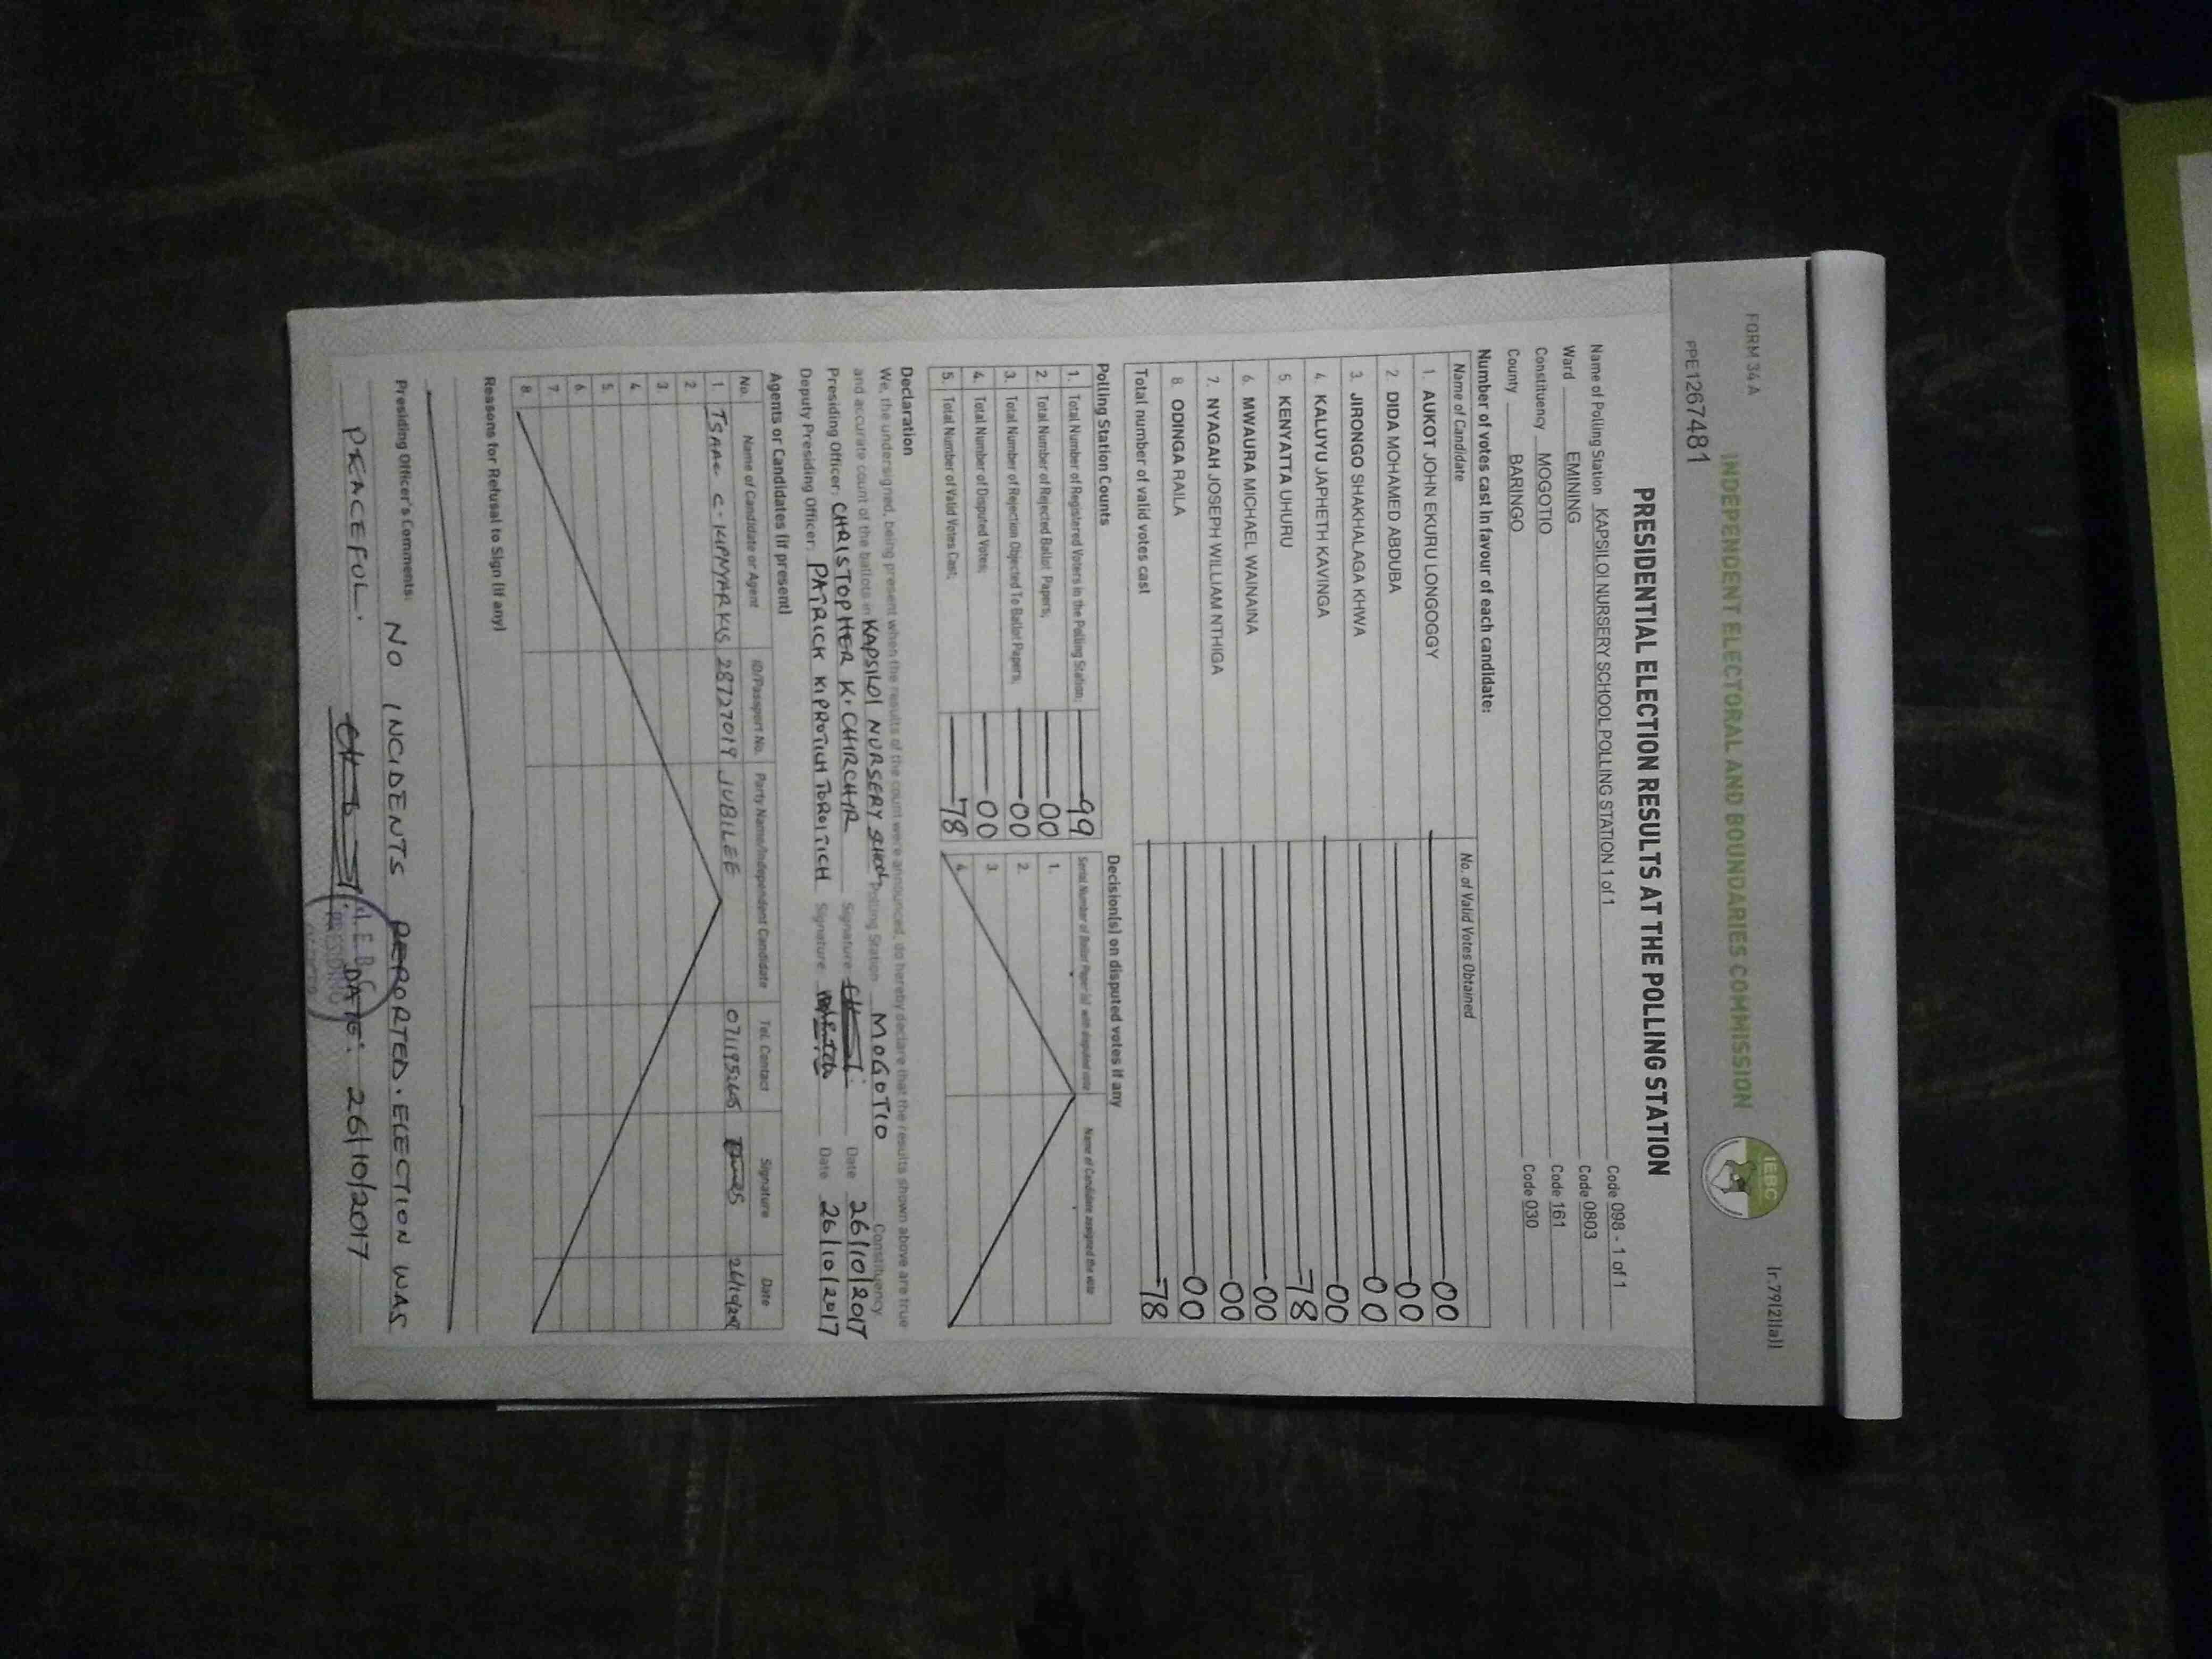 FORM 34 A
INDEPENDENT ELECTORAL AND BOUNDARIES COMMISSION
IEBC
(r.79(2)(a))
PPE1267481
PRESIDENTIAL ELECTION RESULTS AT THE POLLING STATION
Name of Polling Station KAPSILOI NURSERY SCHOOL POLLING STATION 1 of 1 Code 098 - 1 of 1
Ward EMINING Code 0803
Constituency MOGOTIO Code 161
County BARINGO Code 030
Number of votes cast in favour of each candidate:
Name of Candidate No. of Valid Votes Obtained
1. AUKOT JOHN EKURU LONGOGGY 00
2. DIDA MOHAMED ABDUBA 00
3. JIRONGO SHAKHALAGA KHWA 00
4. KALUYU JAPHETH KAVINGA 00
5. KENYATTA UHURU 78
6. MWAURA MICHAEL WAINAINA 00
7. NYAGAH JOSEPH WILLIAM NTHIGA 00
8. ODINGA RAILA 00
Total number of valid votes cast 78
Polling Station Counts
1. Total Number of Registered Voters in the Polling Station; 99
2. Total Number of Rejected Ballot Papers; 00
3. Total Number of Rejection Objected To Ballot Papers; 00
4. Total Number of Disputed Votes; 00
5. Total Number of Valid Votes Cast; 78
Decision(s) on disputed votes if any
Serial Number of Ballot Paper (s) with disputed vote Name of Candidate assigned the vote
1.
2.
3.
4.
Declaration
We, the undersigned, being present when the results of the count were announced, do hereby declare that the results shown above are true
and accurate count of the ballots in KAPSILOI NURSERY SHOOL Polling Station MOGOTIO Constituency
Presiding Officer: CHRISTOPHER K. CHIRCHIR Signature Date 26/10/2017
Deputy Presiding Officer: PATRICK KIPROTICH TOROITICH Signature Date 26/10/2017
Agents or Candidates (if present)
No. Name of Candidate or Agent ID/Passport No. Party Name/Independent Candidate Tel. Contact Signature Date
1. ISAAC C. 28727019 JUBILEE
2.
3.
4.
5.
6.
7.
8.
Reasons for Refusal to Sign (if any)
Presiding Officer's Comments: NO INCIDENTS REPORTED. ELECTION WAS
PEACEFUL. DATE: 26/10/2017
I.E.B.C
PRESIDING